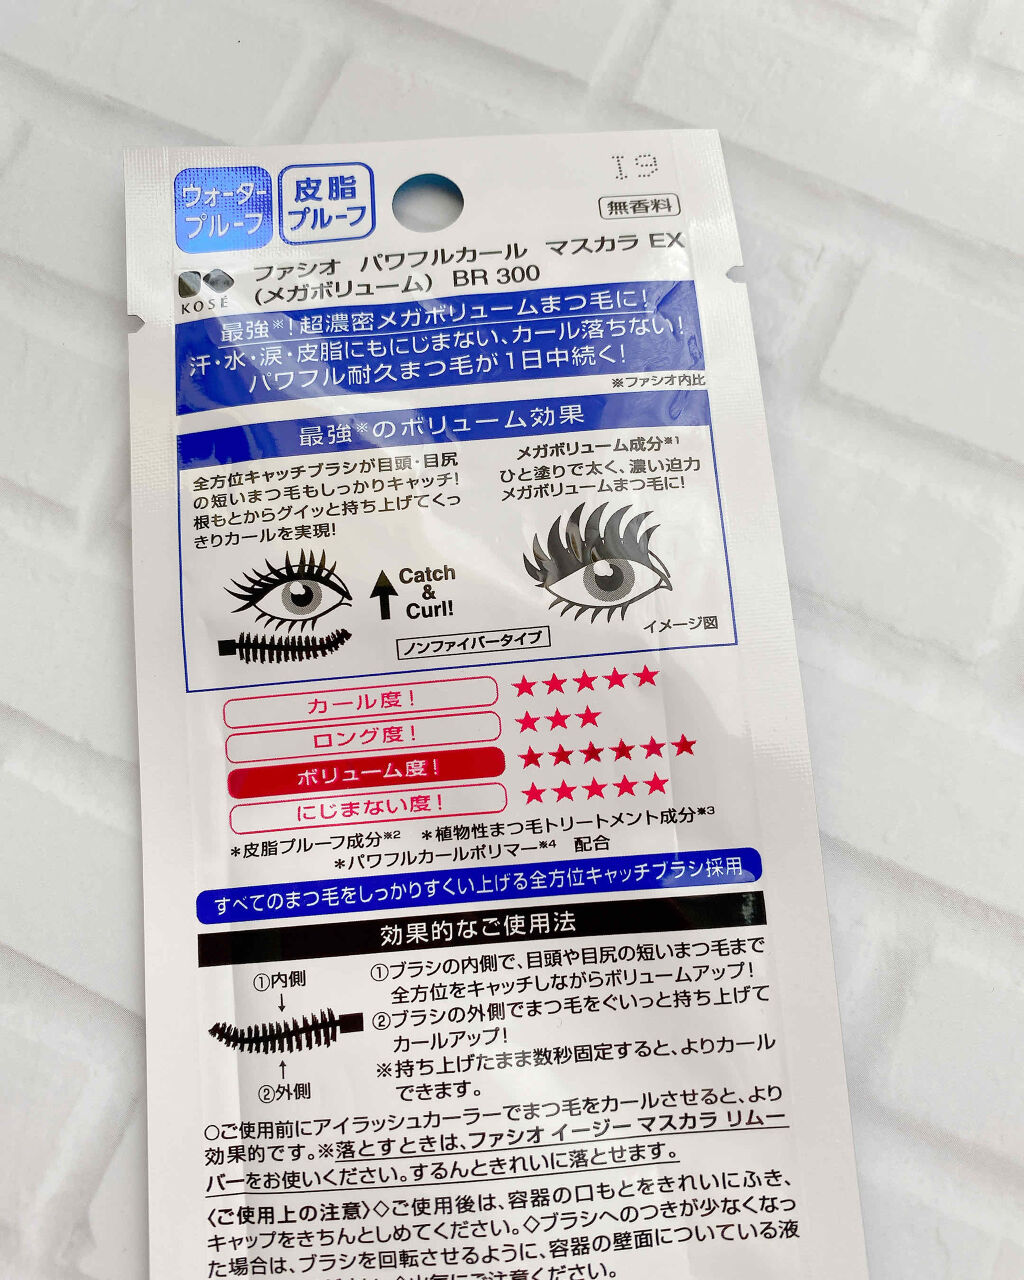 I9
ウォーター
プルーフ
皮脂
プルーフ
無香料
KOSÉ
ファシオ パワフルカール マスカラ EX
(メガボリューム) BR 300
最強※!超濃密メガボリュームまつ毛に!
汗・水・涙・皮脂にもにじまない、カール落ちない!
パワフル耐久まつ毛が1日中続く!
※ファシオ内比
最強※のボリューム効果
全方位キャッチブラシが目頭・目尻
の短いまつ毛もしっかりキャッチ!
根もとからグイッと持ち上げてくっ
きりカールを実現!
メガボリューム成分※1
ひと塗りで太く、濃い迫力
メガボリュームまつ毛に!
Catch
&
Curl!
ノンファイバータイプ
イメージ図
カール度! ★★★★★
ロング度! ★★★
ボリューム度! ★★★★★★
にじまない度! ★★★★★
*皮脂プルーフ成分※2 *植物性まつ毛トリートメント成分※3
*パワフルカールポリマー※4 配合
すべてのまつ毛をしっかりすくい上げる全方位キャッチブラシ採用
効果的なご使用法
①内側
②外側
①ブラシの内側で、目頭や目尻の短いまつ毛まで
全方位をキャッチしながらボリュームアップ!
②ブラシの外側でまつ毛をぐいっと持ち上げて
カールアップ!
※持ち上げたまま数秒固定すると、よりカール
できます。
○ご使用前にアイラッシュカーラーでまつ毛をカールさせると、より
効果的です。※落とすときは、ファシオ イージー マスカラ リムー
バーをお使いください。するんときれいに落とせます。
〈ご使用上の注意〉◇ご使用後は、容器の口もとをきれいにふき、
キャップをきちんとしめてください。◇ブラシへのつきが少なくなっ
た場合は、ブラシを回転させるように、容器の壁面についている液
火気にご注意ください。